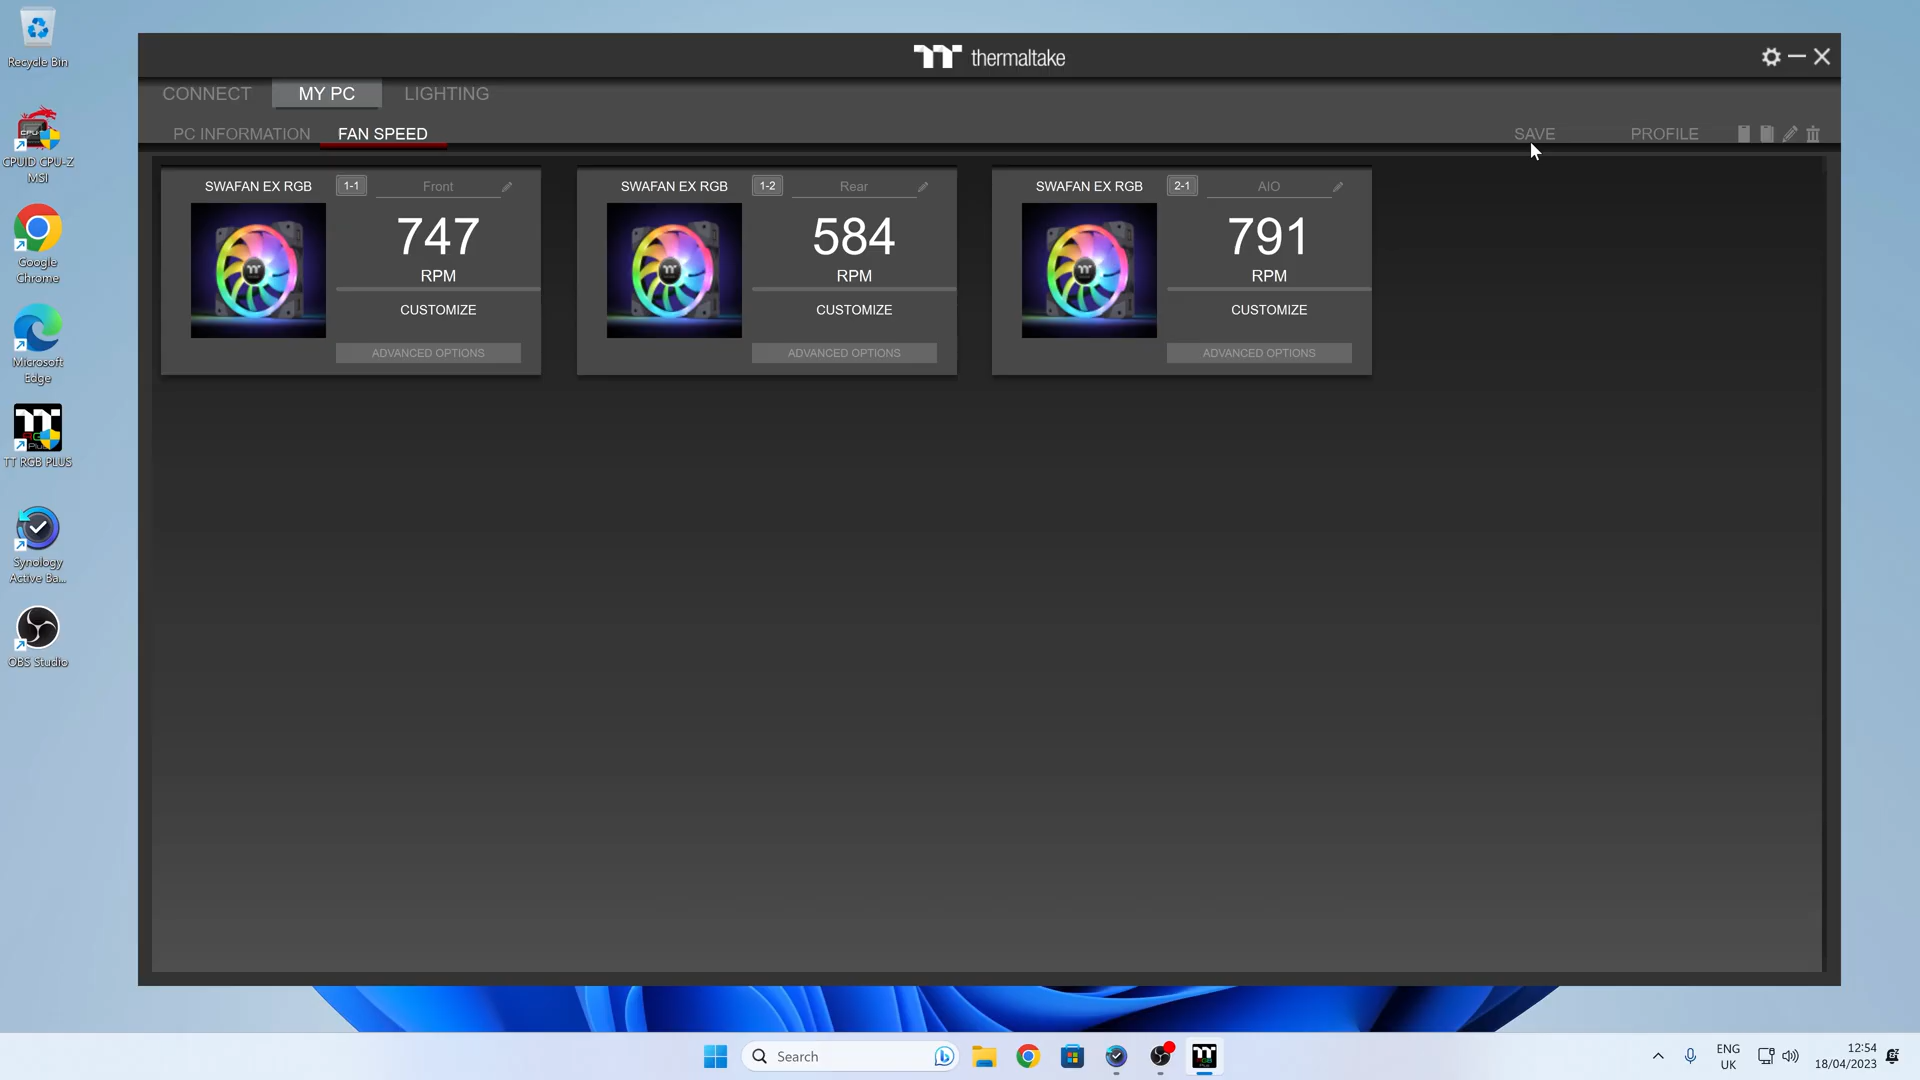 Recycle Bin
CPUID CPU-Z
MSI
Google
Chrome
Microsoft
Edge
TT RGB PLUS
Synology
Active Ba...
OBS Studio
thermaltake
CONNECT MY PC LIGHTING
PC INFORMATION FAN SPEED SAVE PROFILE
SWAFAN EX RGB 1-1 Front
747
RPM
CUSTOMIZE
ADVANCED OPTIONS
SWAFAN EX RGB 1-2 Rear
584
RPM
CUSTOMIZE
ADVANCED OPTIONS
SWAFAN EX RGB 2-1 AIO
791
RPM
CUSTOMIZE
ADVANCED OPTIONS
Search
ENG
UK
12:54
18/04/2023